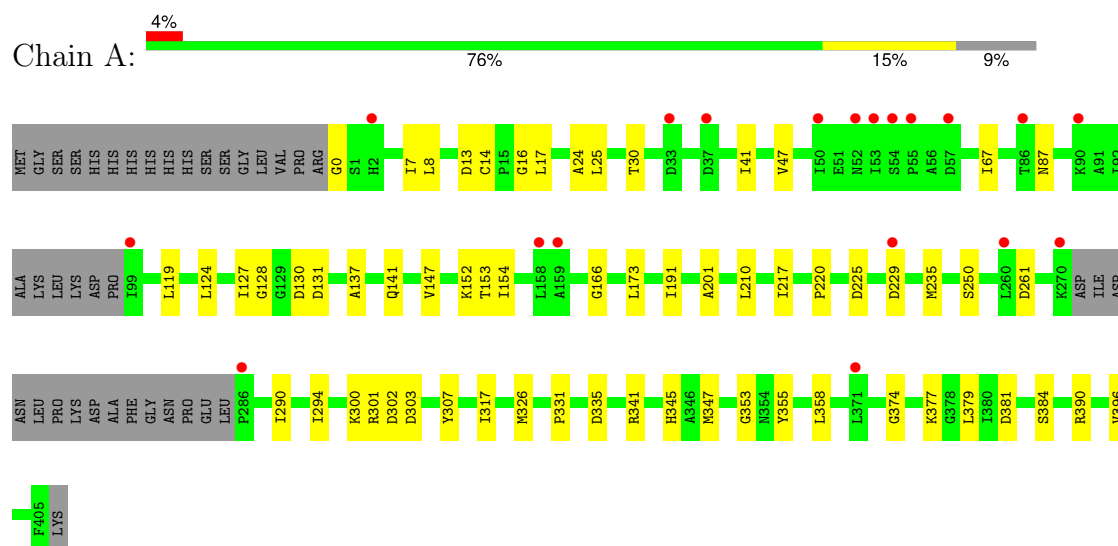 4%
Chain A:
76% 15% 9%
MET GLY SER SER HIS HIS HIS HIS HIS HIS SER SER GLY LEU VAL PRO ARG G0 S1 H2 I7 L8 D13 C14 P15 G16 L17 A24 L25 T30 D33 D37 I41 V47 I50 E51 N52 I53 S54 P55 A56 D57 I67 T86 N87 K90 A91 I92
ALA LYS LEU LYS ASP PRO I99 L119 L124 I127 G128 G129 D130 D131 A137 Q141 V147 K152 T153 I154 L158 A159 G166 L173 I191 A201 L210 I217 P220 D225 D229 M235 S250 L260 D261 K270 ASP ILE ASP
ASN LEU PRO LYS ASP ALA PHE GLY ASN PRO GLU LEU P286 I290 I294 K300 R301 D302 D303 Y307 I317 M326 P331 D335 R341 H345 A346 M347 G353 N354 Y355 L358 L371 G374 K377 G378 L379 I380 D381 S384 R390
F405 LYS